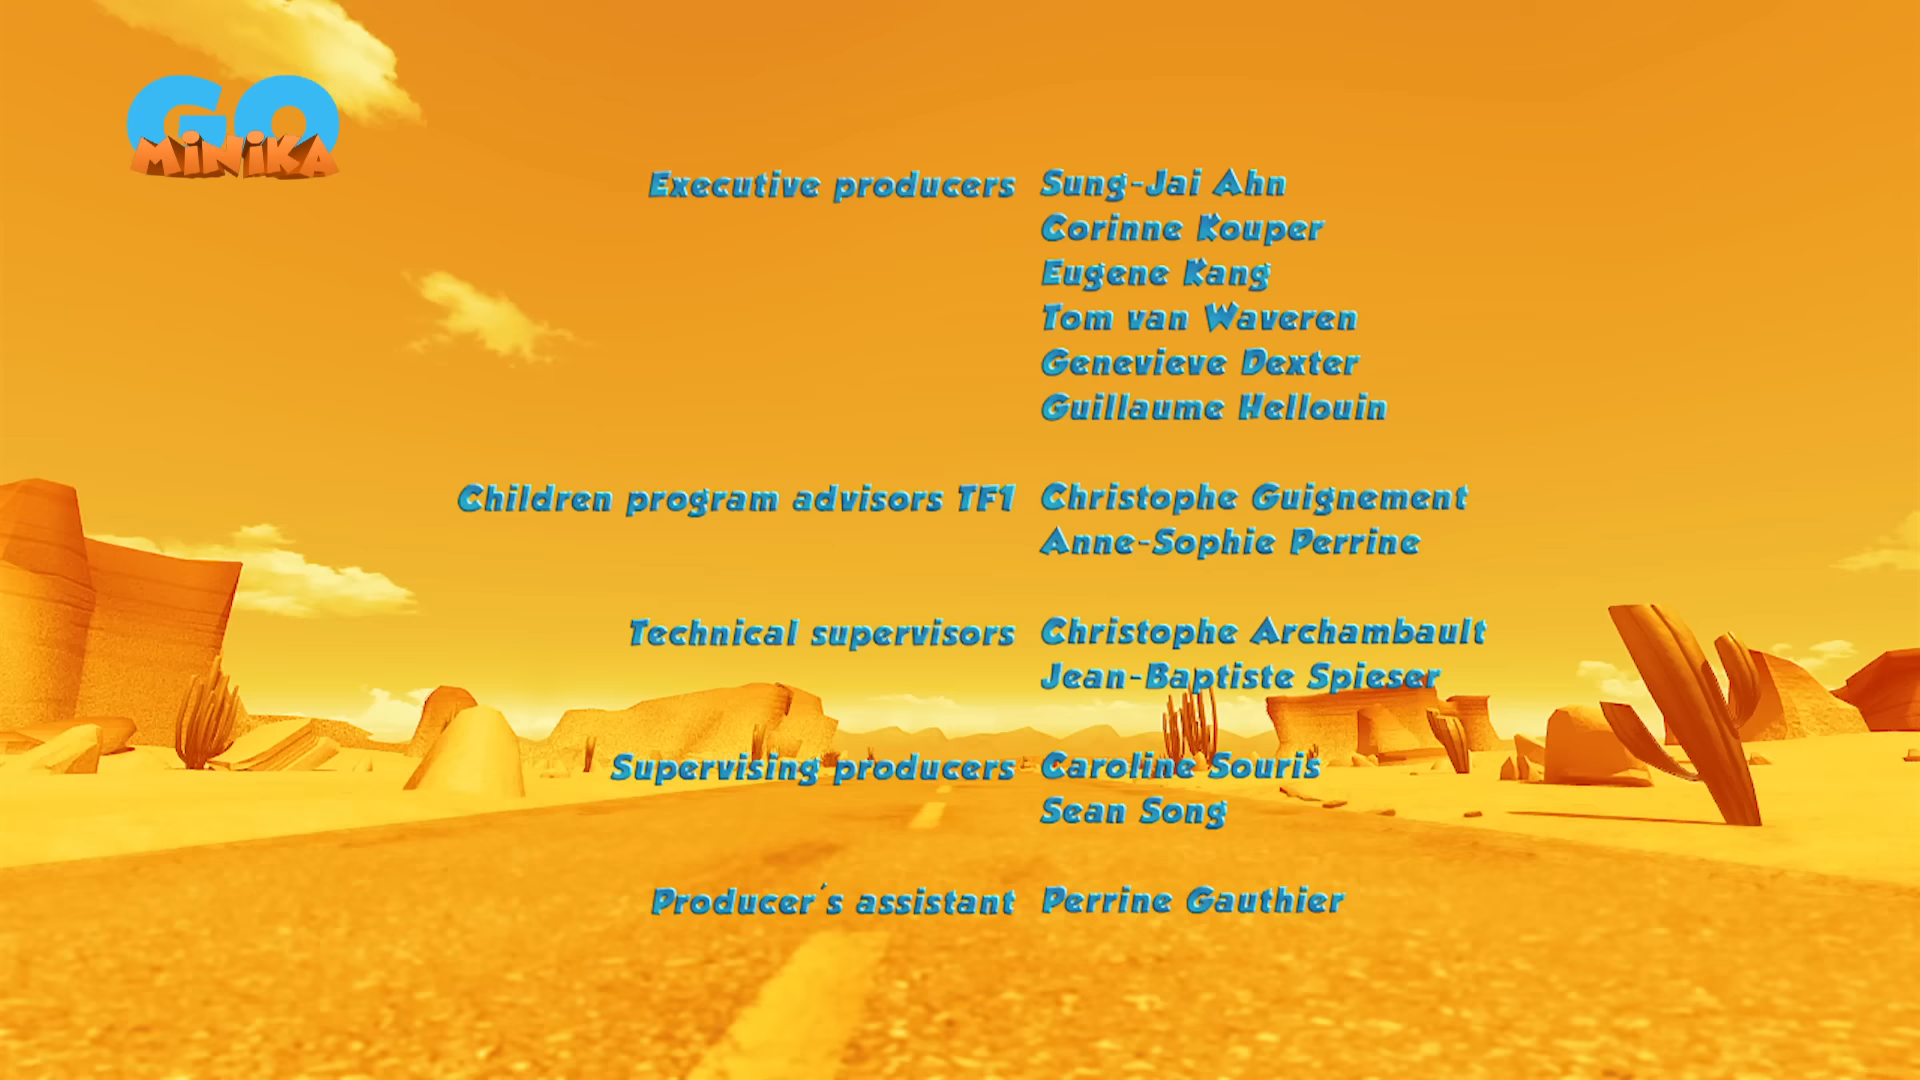 GO
MiNiKA
Executive producers Sung-Jai Ahn
Corinne Kouper
Eugene Kang
Tom van Waveren
Genevieve Dexter
Guillaume Hellouin
Children program advisors TF1 Christophe Guignement
Anne-Sophie Perrine
Technical supervisors Christophe Archambault
Jean-Baptiste Spieser
Supervising producers Caroline Souris
Sean Song
Producer's assistant Perrine Gauthier